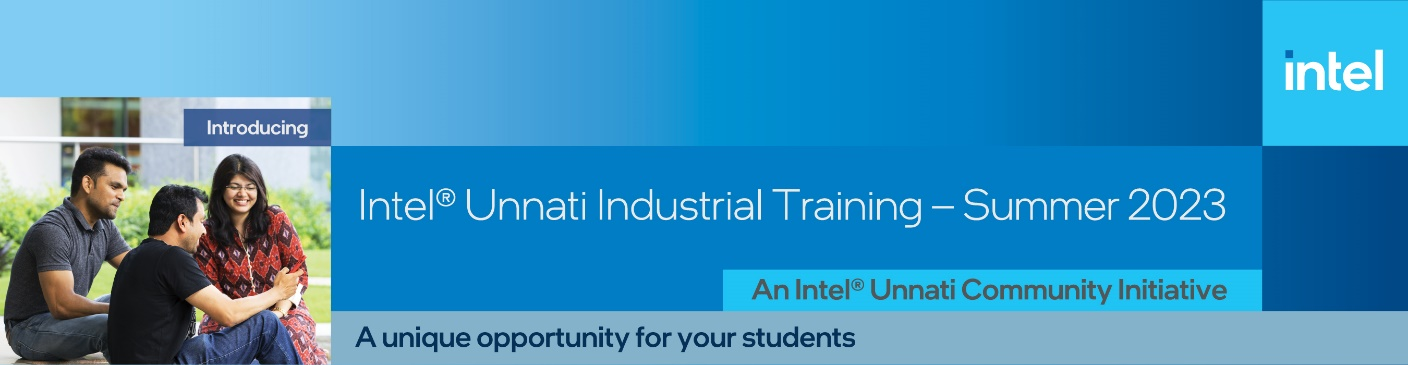 intel
Introducing
Intel® Unnati Industrial Training – Summer 2023
An Intel® Unnati Community Initiative
A unique opportunity for your students